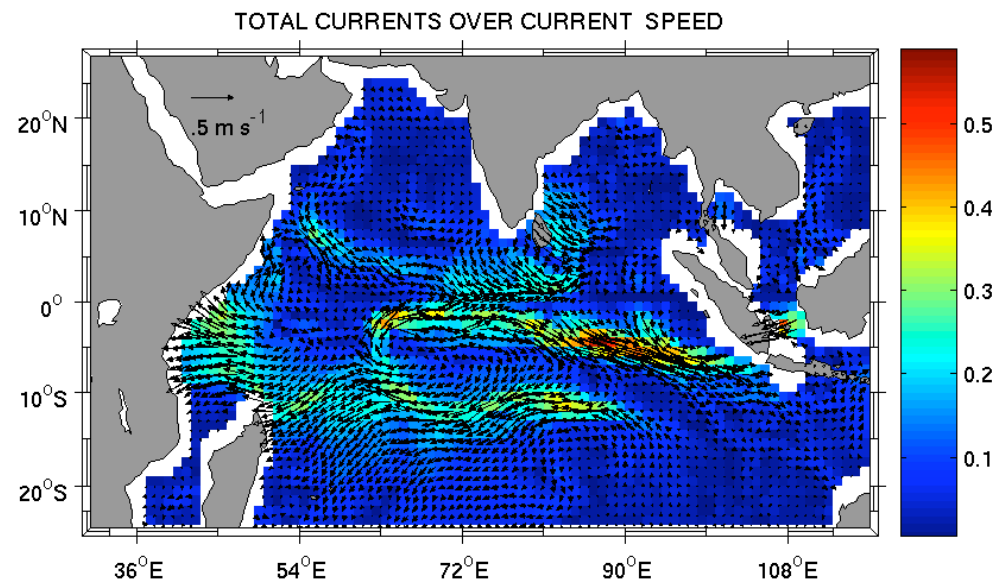 TOTAL CURRENTS OVER CURRENT SPEED
.5 m s⁻¹
20°N
10°N
0°
10°S
20°S
36°E 54°E 72°E 90°E 108°E
0.5
0.4
0.3
0.2
0.1